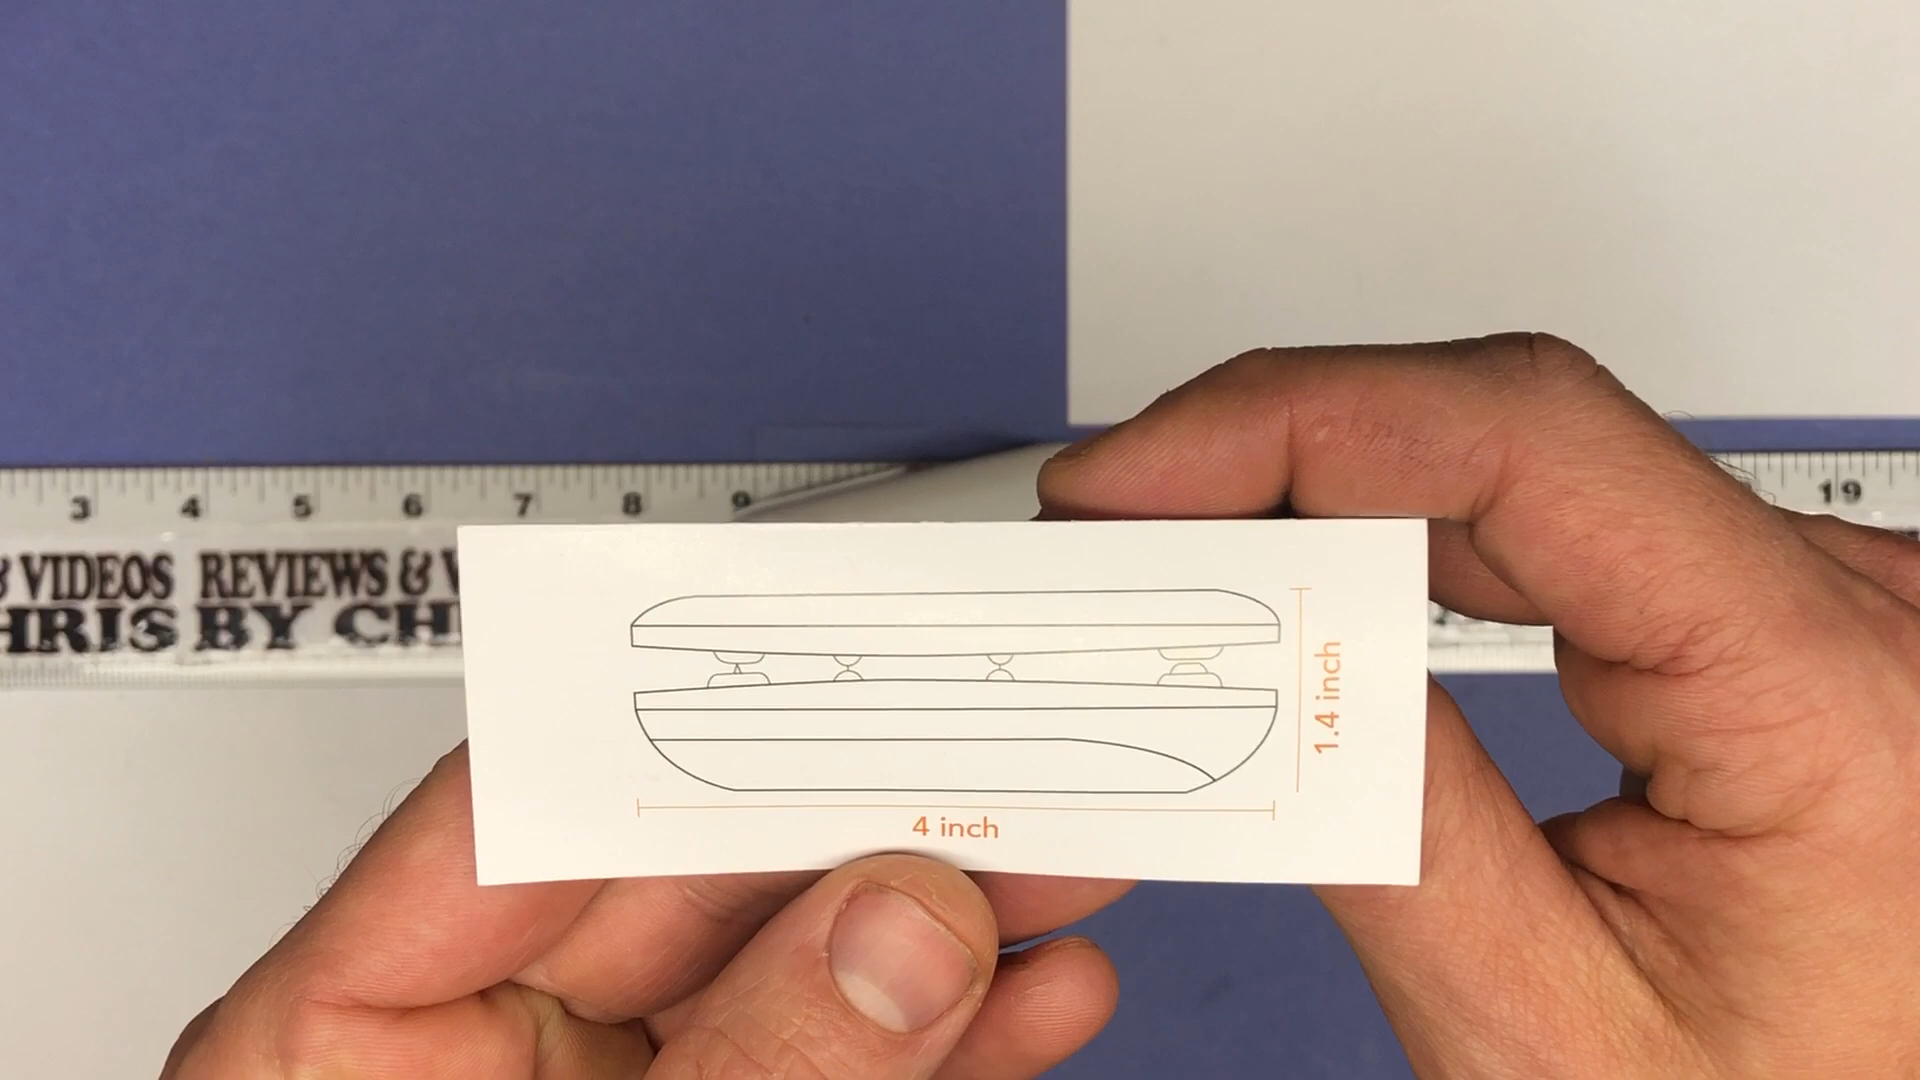 3 4 5 6 7 8 9 19
& VIDEOS REVIEWS &
HRIS BY CH
1.4 inch
4 inch